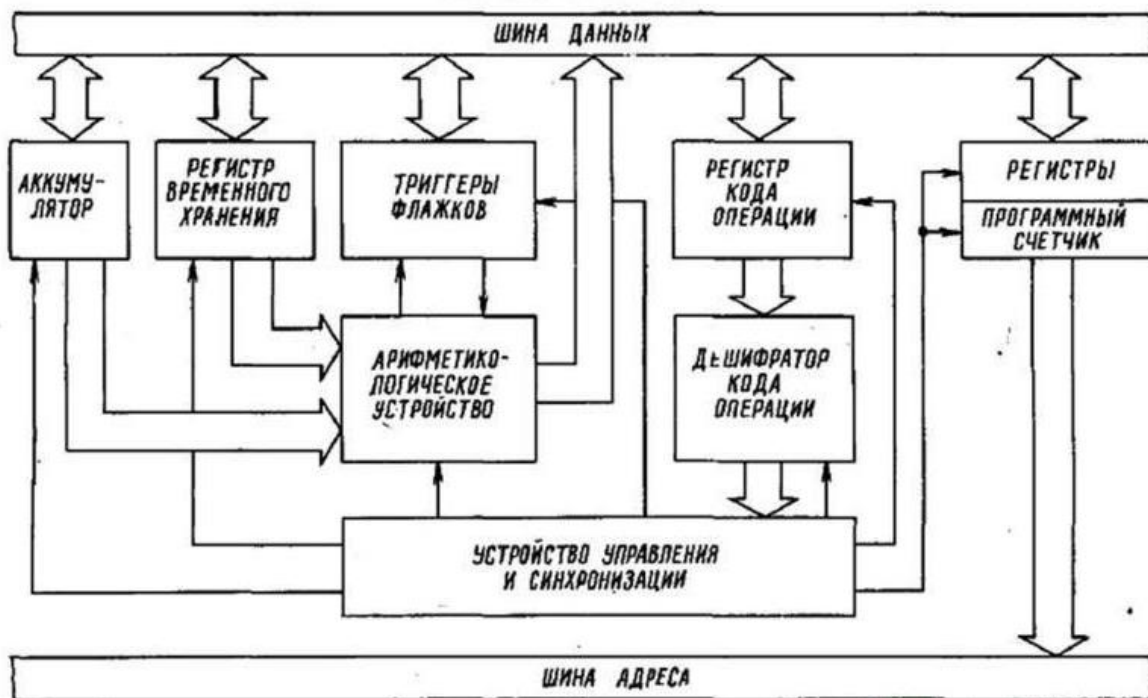 ШИНА ДАННЫХ
АККУМУ-
ЛЯТОР
РЕГИСТР
ВРЕМЕННОГО
ХРАНЕНИЯ
ТРИГГЕРЫ
ФЛАЖКОВ
РЕГИСТР
КОДА
ОПЕРАЦИИ
РЕГИСТРЫ
ПРОГРАММНЫЙ
СЧЕТЧИК
АРИФМЕТИКО-
ЛОГИЧЕСКОЕ
УСТРОЙСТВО
ДЕШИФРАТОР
КОДА
ОПЕРАЦИИ
УСТРОЙСТВО УПРАВЛЕНИЯ
И СИНХРОНИЗАЦИИ
ШИНА АДРЕСА